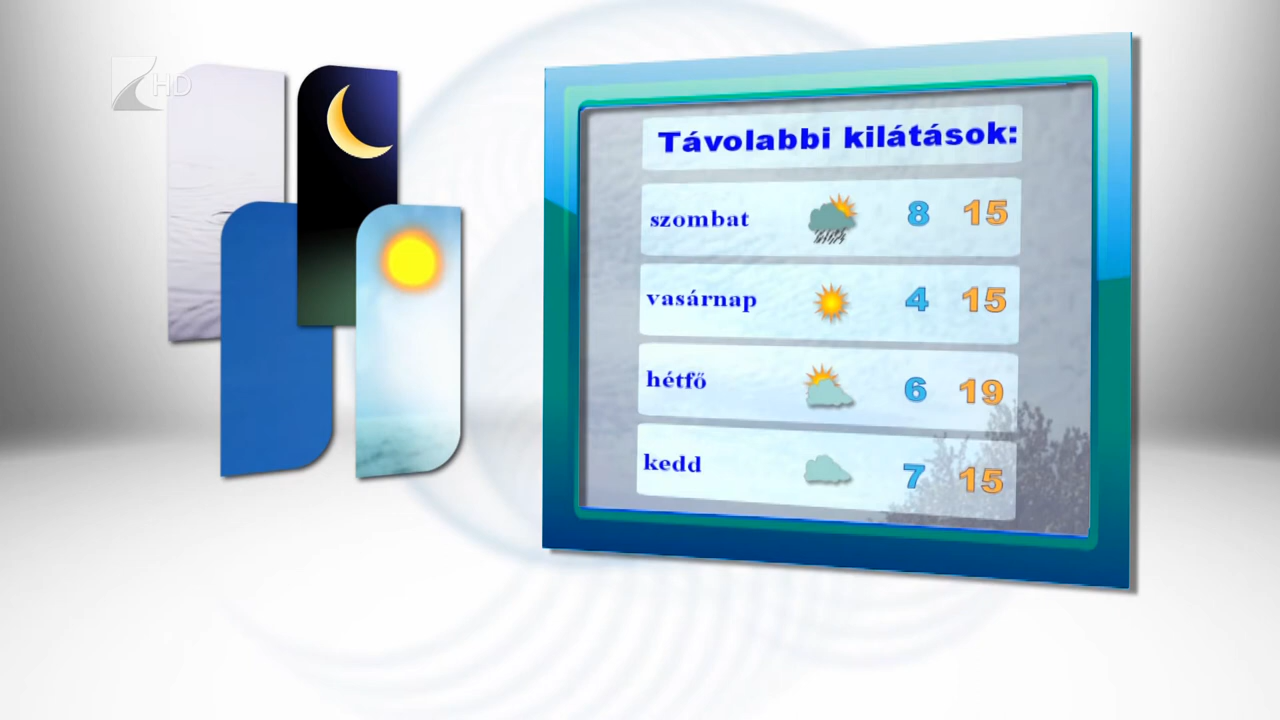 HD
Távolabbi kilátások:
szombat 8 15
vasárnap 4 15
hétfő 6 19
kedd 7 15